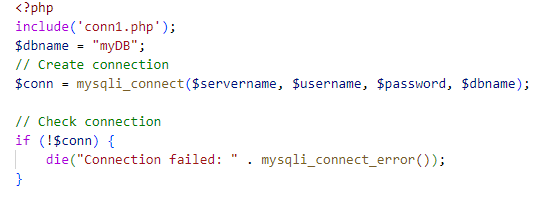 <?php
include('conn1.php');
$dbname = "myDB";
// Create connection
$conn = mysqli_connect($servername, $username, $password, $dbname);
// Check connection
if (!$conn) {
die("Connection failed: " . mysqli_connect_error());
}